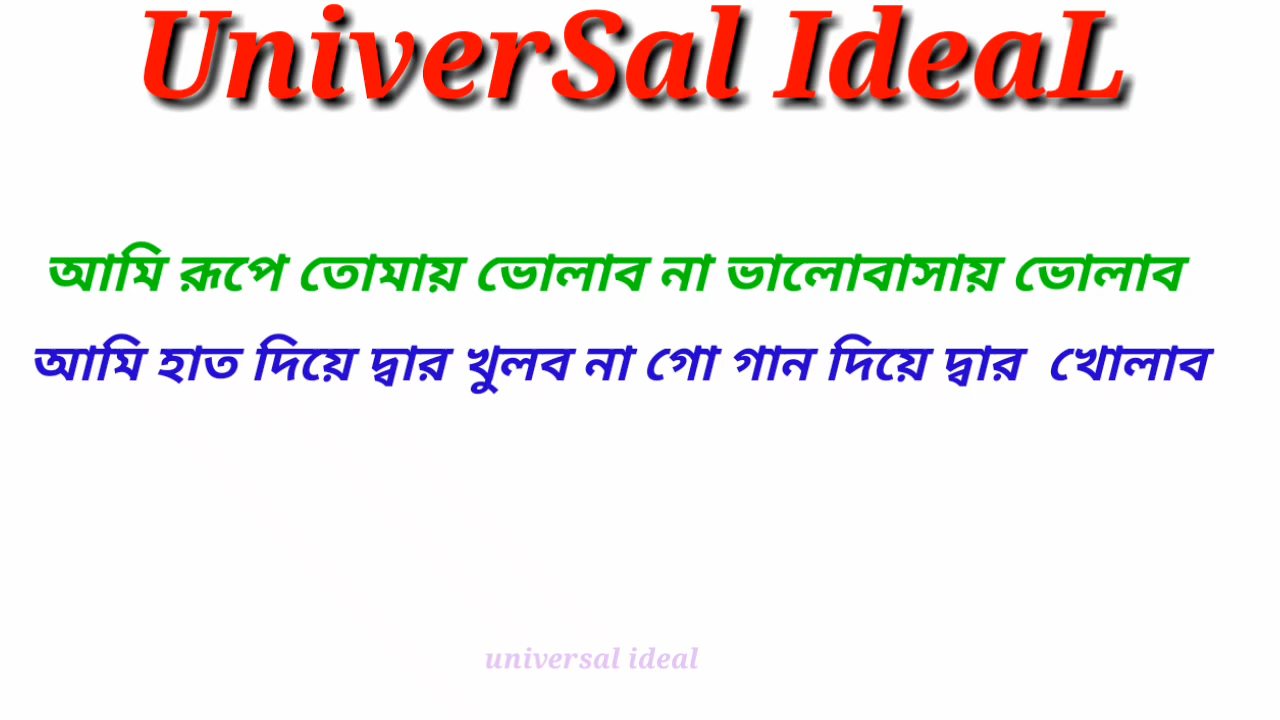 UniverSal IdeaL
আমি রূপে তোমায় ভোলাব না ভালোবাসায় ভোলাব
আমি হাত দিয়ে দ্বার খুলব না গো গান দিয়ে দ্বার খোলাব
universal ideal